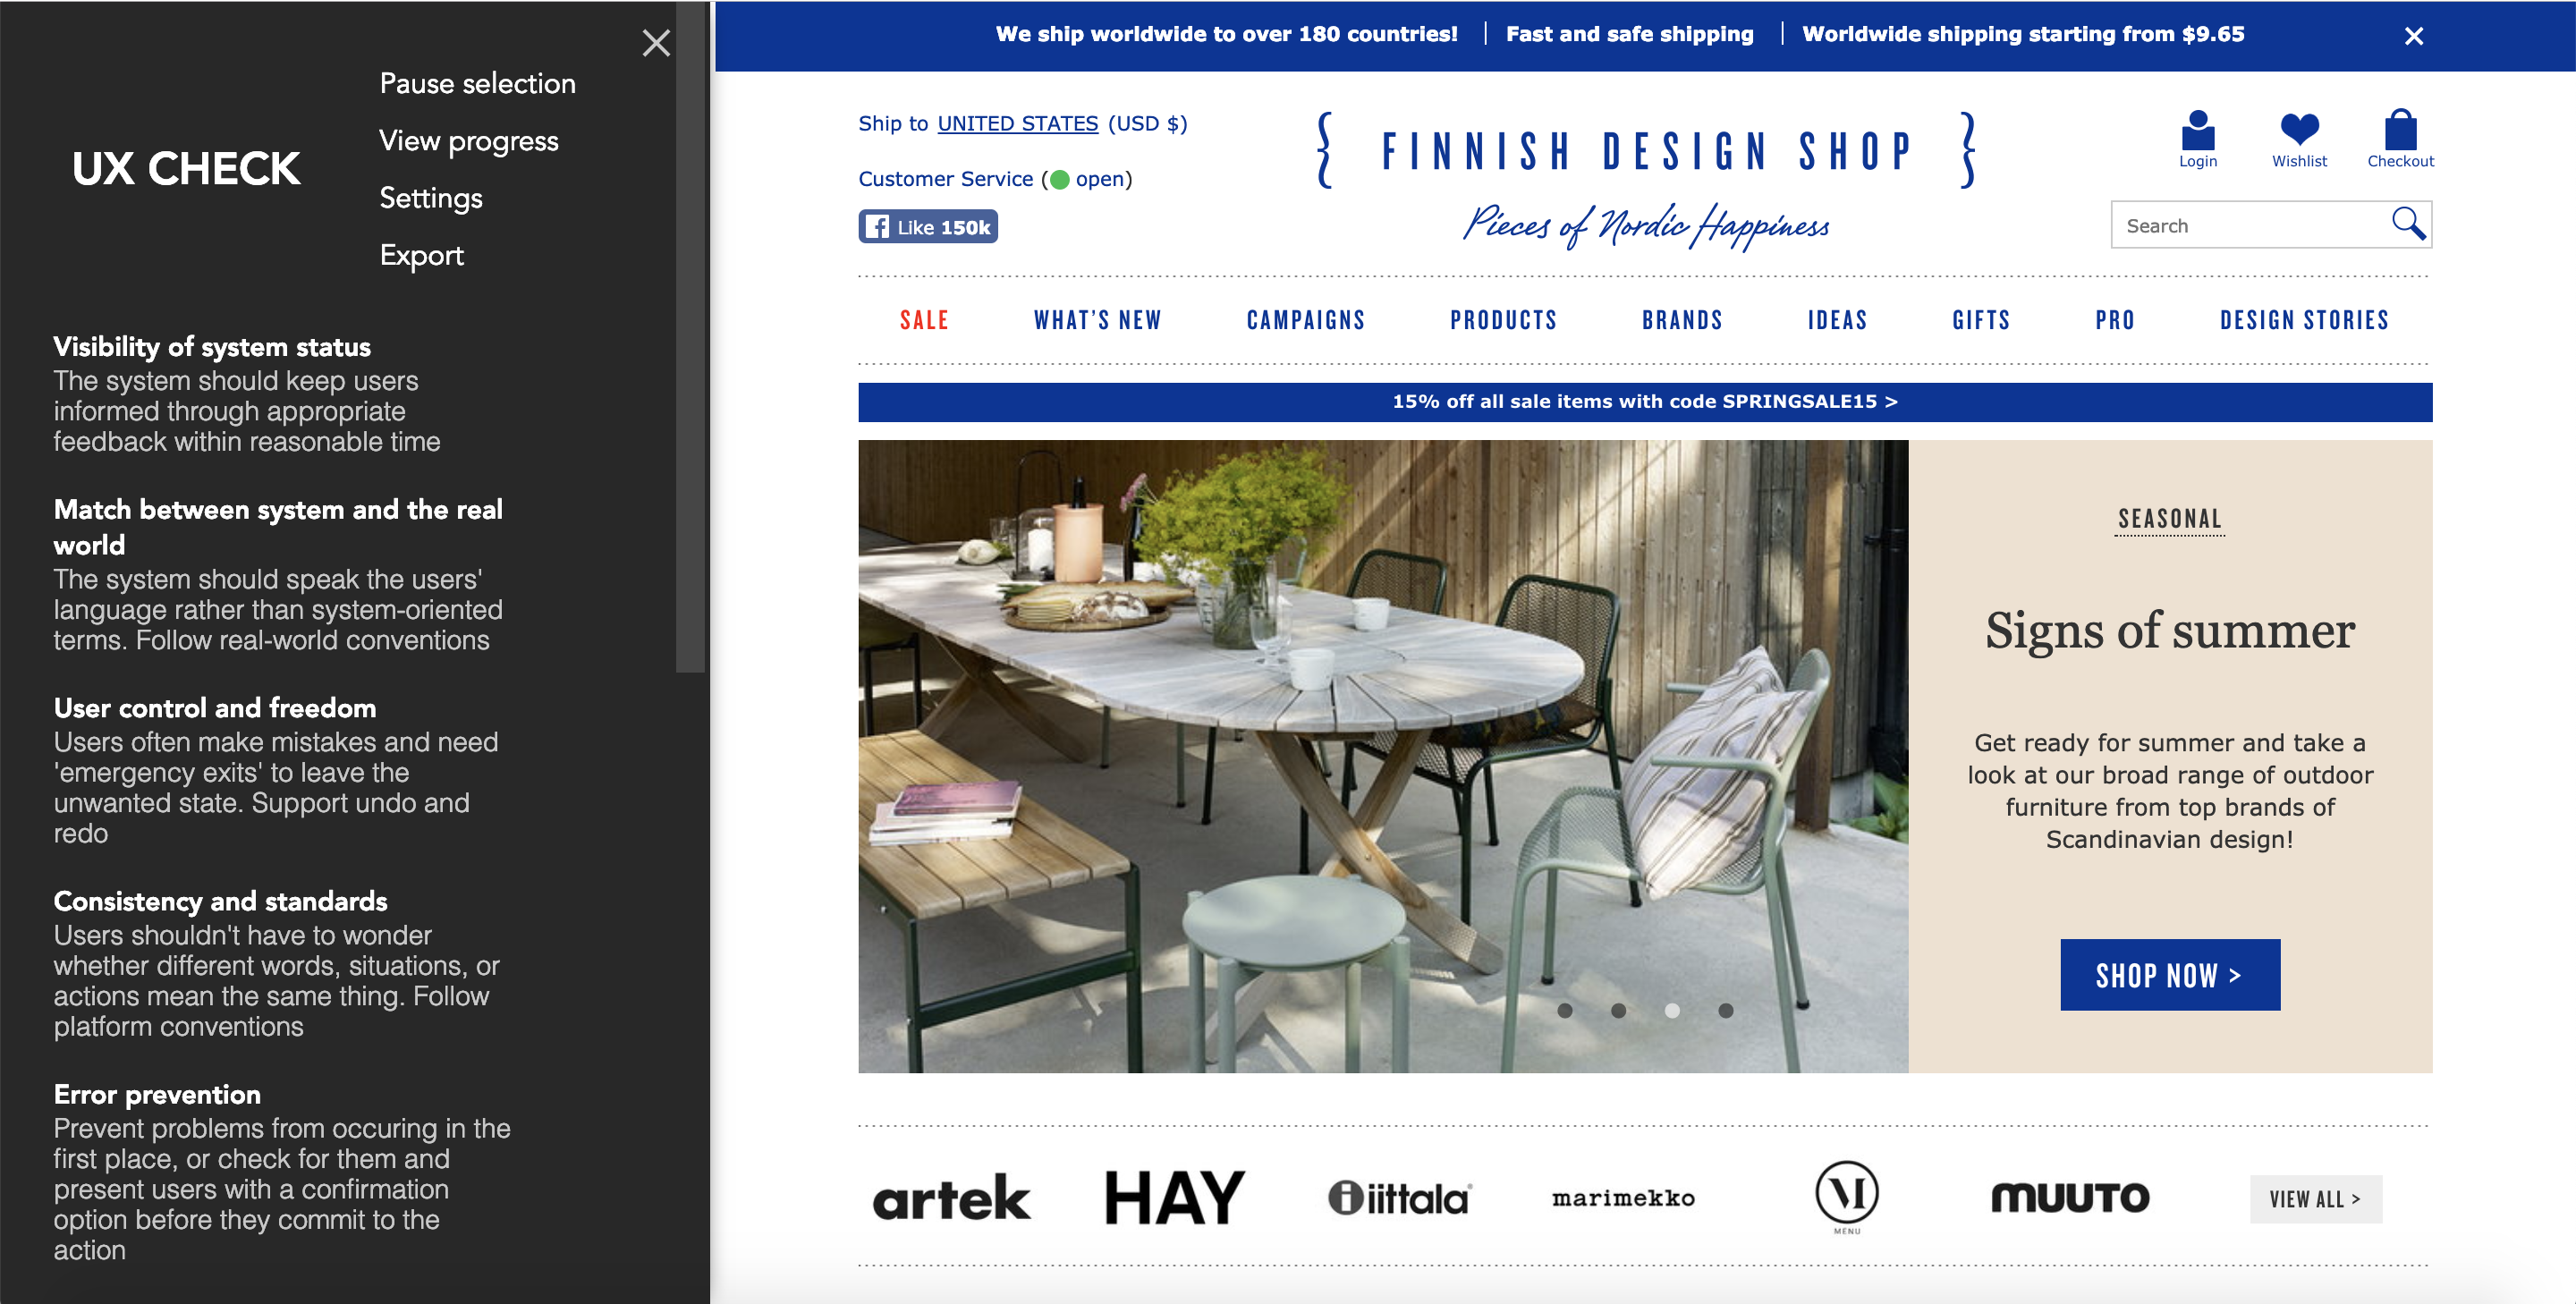 UX CHECK
Pause selection
View progress
Settings
Export
Visibility of system status
The system should keep users
informed through appropriate
feedback within reasonable time
Match between system and the real
world
The system should speak the users'
language rather than system-oriented
terms. Follow real-world conventions
User control and freedom
Users often make mistakes and need
'emergency exits' to leave the
unwanted state. Support undo and
redo
Consistency and standards
Users shouldn't have to wonder
whether different words, situations, or
actions mean the same thing. Follow
platform conventions
Error prevention
Prevent problems from occuring in the
first place, or check for them and
present users with a confirmation
option before they commit to the
action
We ship worldwide to over 180 countries! | Fast and safe shipping | Worldwide shipping starting from $9.65
Ship to UNITED STATES (USD $)
Customer Service (open)
Like 150k
{ FINNISH DESIGN SHOP }
Pieces of Nordic Happiness
Login Wishlist Checkout
Search
SALE WHAT'S NEW CAMPAIGNS PRODUCTS BRANDS IDEAS GIFTS PRO DESIGN STORIES
15% off all sale items with code SPRINGSALE15 >
SEASONAL
Signs of summer
Get ready for summer and take a
look at our broad range of outdoor
furniture from top brands of
Scandinavian design!
SHOP NOW >
artek HAY iittala marimekko M MENU MUUTO VIEW ALL >